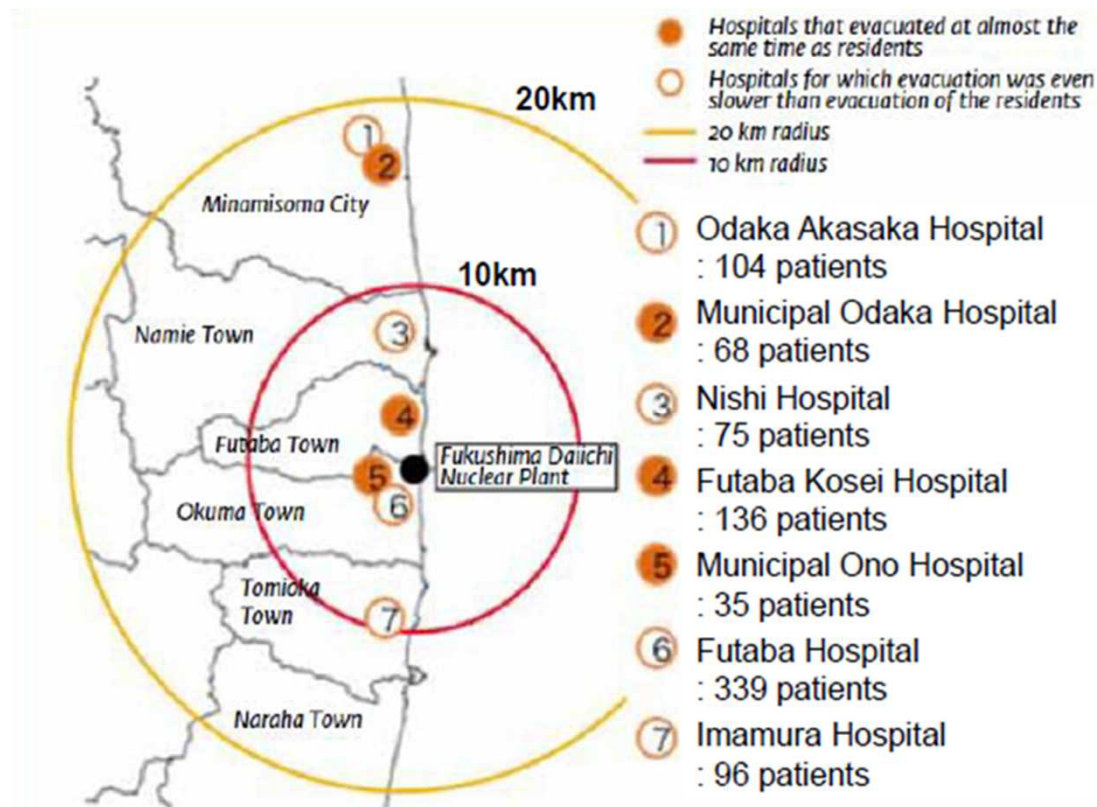 Hospitals that evacuated at almost the
same time as residents
Hospitals for which evacuation was even
slower than evacuation of the residents
20 km radius
10 km radius
20km
1
2
Minamisoma City
10km
3
Namie Town
4
Futaba Town
Fukushima Daiichi
Nuclear Plant
5
6
Okuma Town
Tomioka
Town
7
Naraha Town
1 Odaka Akasaka Hospital
: 104 patients
2 Municipal Odaka Hospital
: 68 patients
3 Nishi Hospital
: 75 patients
4 Futaba Kosei Hospital
: 136 patients
5 Municipal Ono Hospital
: 35 patients
6 Futaba Hospital
: 339 patients
7 Imamura Hospital
: 96 patients